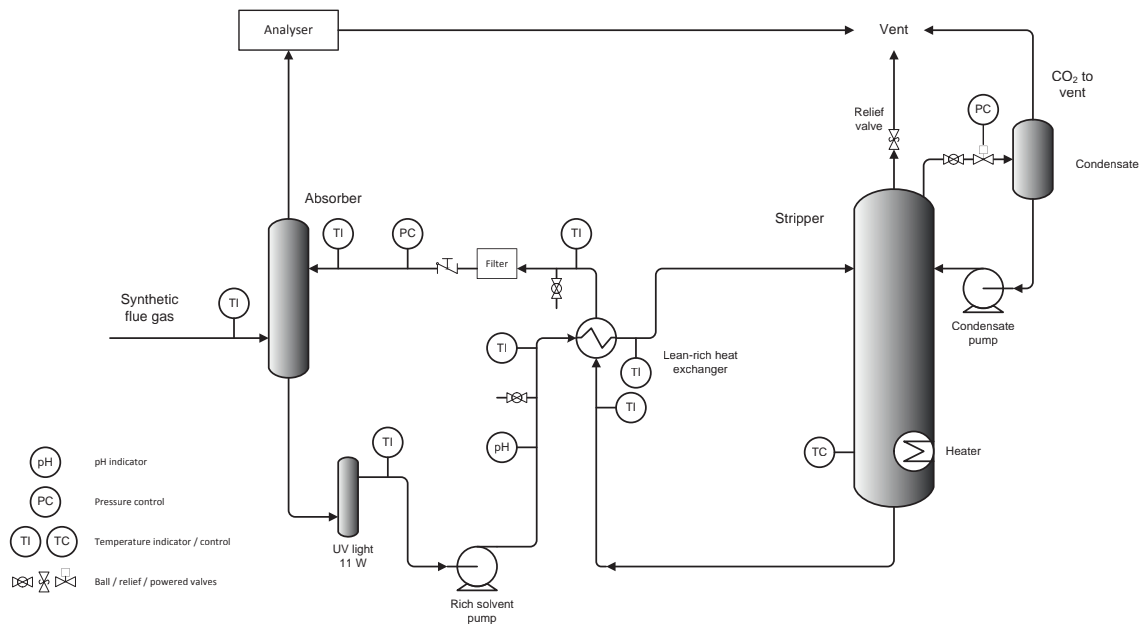 Analyser
Vent
CO₂ to
vent
Relief
valve
PC
Condensate
Absorber
Stripper
TI
PC
TI
Filter
Synthetic
flue gas
TI
Condensate
pump
TI
Lean-rich heat
exchanger
TI
TI
pH
TI
TC
Heater
UV light
11 W
Rich solvent
pump
pH
pH indicator
PC
Pressure control
TI
TC
Temperature indicator / control
Ball / relief / powered valves